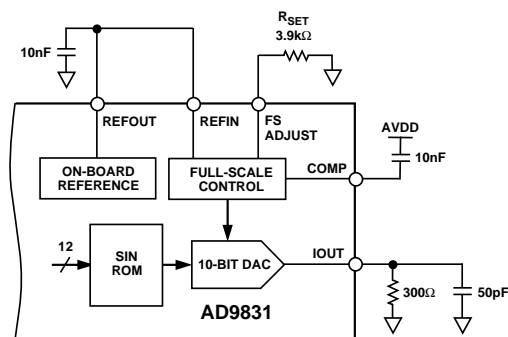 R_SET
3.9kΩ
10nF
REFOUT
REFIN
FS
ADJUST
AVDD
10nF
ON-BOARD
REFERENCE
FULL-SCALE
CONTROL
COMP
12
SIN
ROM
10-BIT DAC
IOUT
AD9831
300Ω
50pF